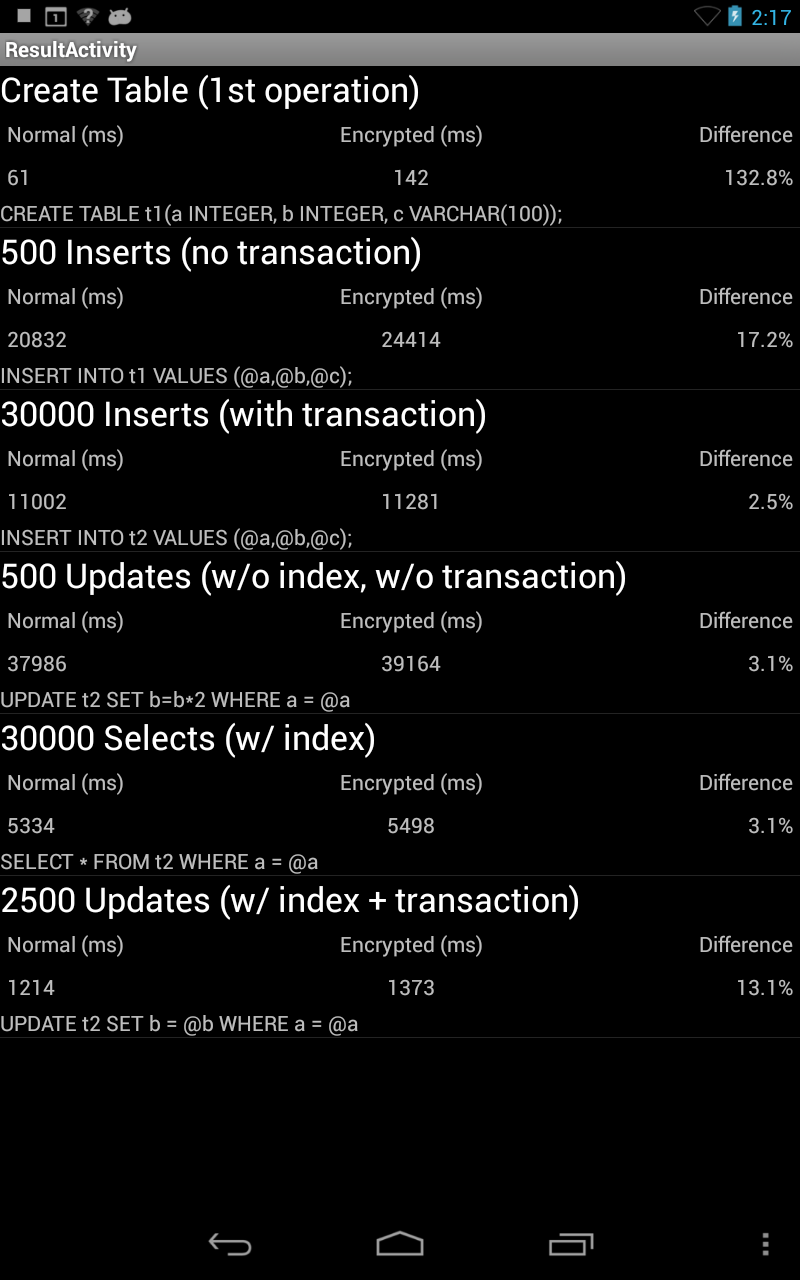 1 2:17
ResultActivity
Create Table (1st operation)
Normal (ms) Encrypted (ms) Difference
61 142 132.8%
CREATE TABLE t1(a INTEGER, b INTEGER, c VARCHAR(100));
500 Inserts (no transaction)
Normal (ms) Encrypted (ms) Difference
20832 24414 17.2%
INSERT INTO t1 VALUES (@a,@b,@c);
30000 Inserts (with transaction)
Normal (ms) Encrypted (ms) Difference
11002 11281 2.5%
INSERT INTO t2 VALUES (@a,@b,@c);
500 Updates (w/o index, w/o transaction)
Normal (ms) Encrypted (ms) Difference
37986 39164 3.1%
UPDATE t2 SET b=b*2 WHERE a = @a
30000 Selects (w/ index)
Normal (ms) Encrypted (ms) Difference
5334 5498 3.1%
SELECT * FROM t2 WHERE a = @a
2500 Updates (w/ index + transaction)
Normal (ms) Encrypted (ms) Difference
1214 1373 13.1%
UPDATE t2 SET b = @b WHERE a = @a